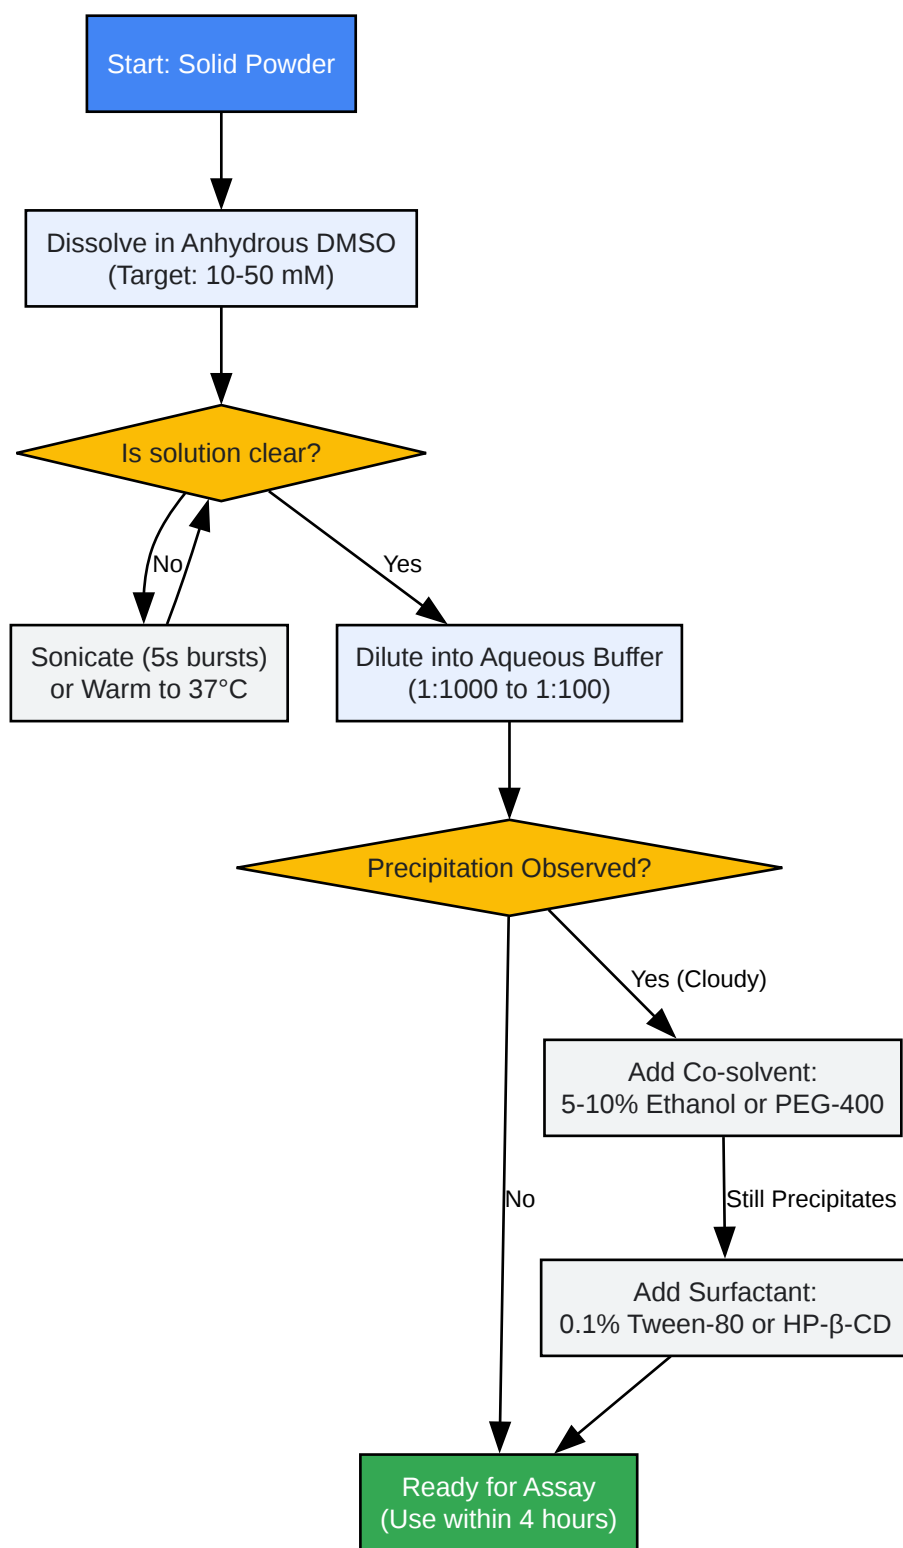 Start: Solid Powder
Dissolve in Anhydrous DMSO
(Target: 10-50 mM)
Is solution clear?
No
Yes
Sonicate (5s bursts)
or Warm to 37°C
Dilute into Aqueous Buffer
(1:1000 to 1:100)
Precipitation Observed?
Yes (Cloudy)
Add Co-solvent:
5-10% Ethanol or PEG-400
No
Still Precipitates
Add Surfactant:
0.1% Tween-80 or HP-β-CD
Ready for Assay
(Use within 4 hours)